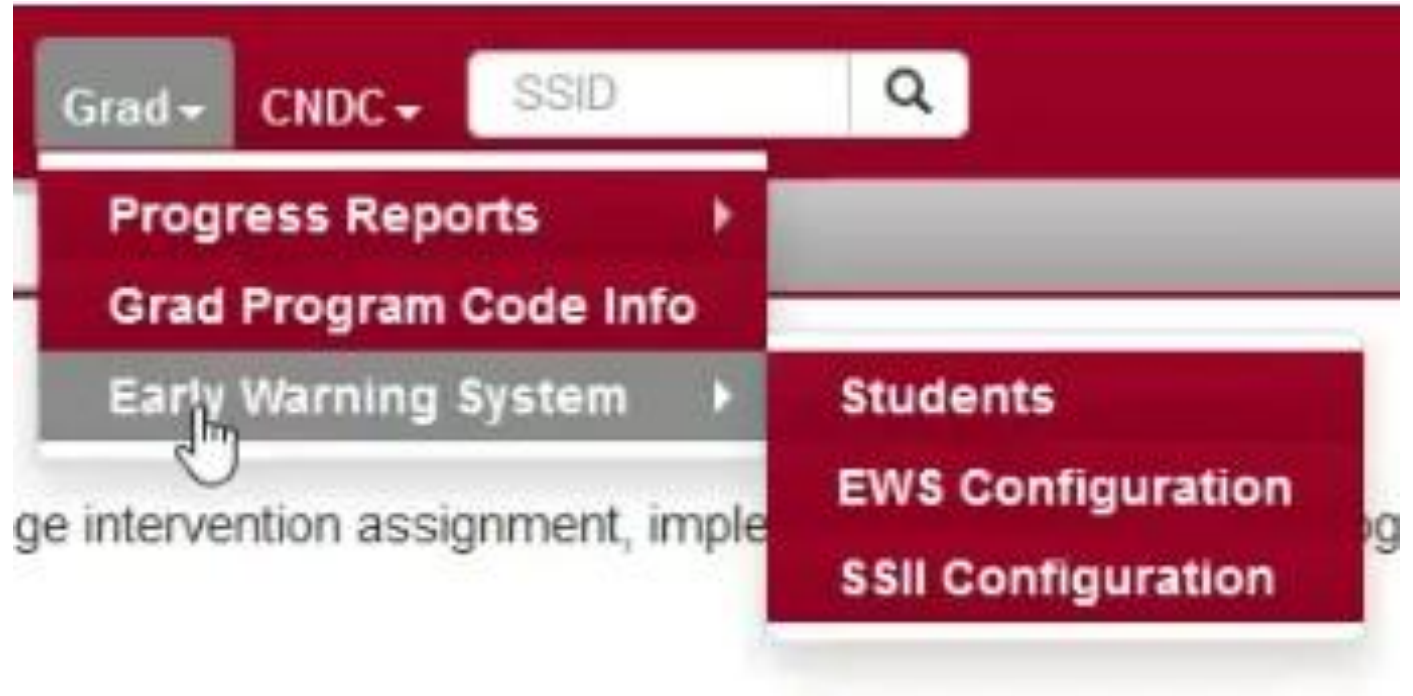 Grad CNDC SSID
Progress Reports
Grad Program Code Info
Early Warning System
Students
EWS Configuration
SSII Configuration
ge intervention assignment, imple og